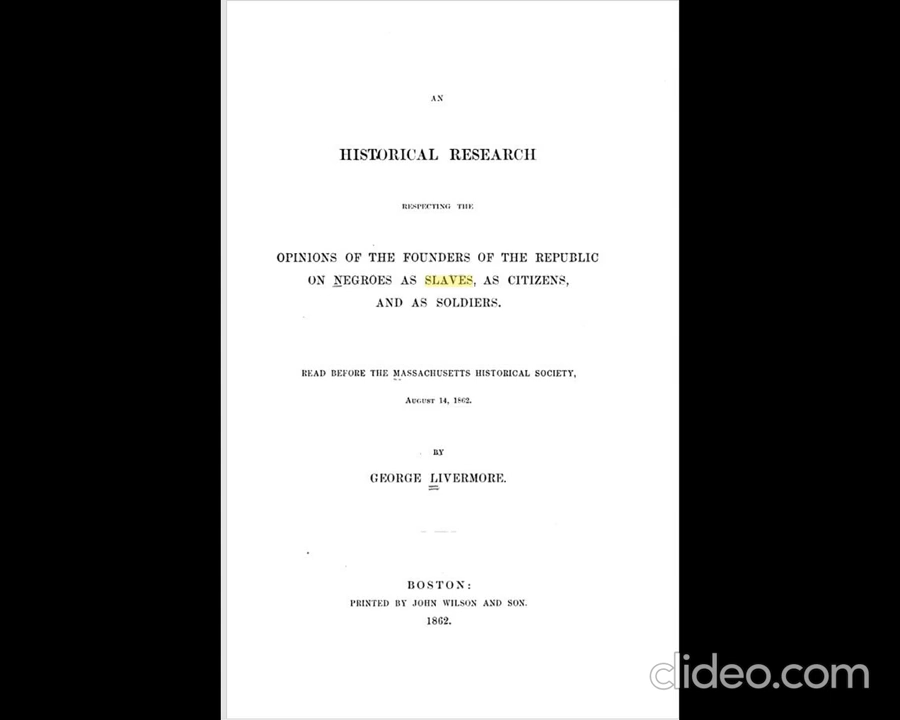 AN
HISTORICAL RESEARCH
RESPECTING THE
OPINIONS OF THE FOUNDERS OF THE REPUBLIC
ON NEGROES AS SLAVES, AS CITIZENS,
AND AS SOLDIERS.
READ BEFORE THE MASSACHUSETTS HISTORICAL SOCIETY,
AUGUST 14, 1862.
BY
GEORGE LIVERMORE.
BOSTON:
PRINTED BY JOHN WILSON AND SON.
1862.
clideo.com